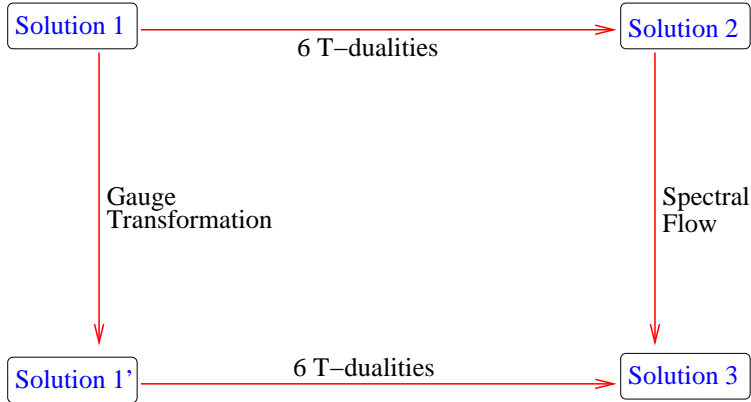 Solution 1
6 T−dualities
Solution 2
Gauge
Transformation
Spectral
Flow
Solution 1’
6 T−dualities
Solution 3